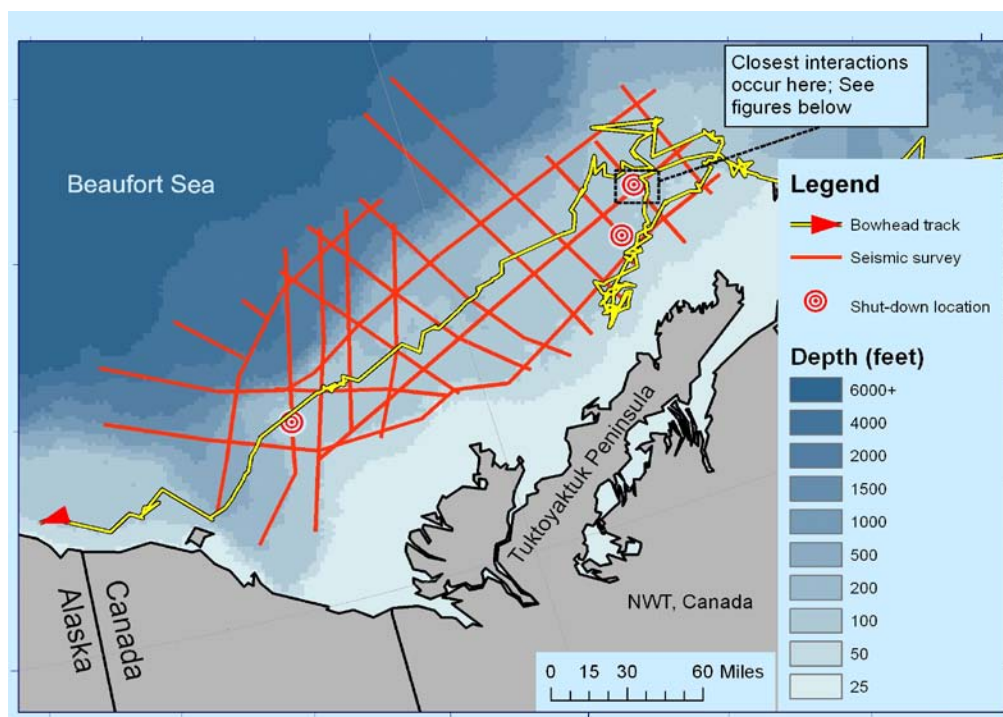 Closest interactions
occur here; See
figures below
Beaufort Sea
Legend
Bowhead track
Seismic survey
Shut-down location
Depth (feet)
6000+
4000
2000
1500
1000
500
200
100
50
25
Tuktoyaktuk Peninsula
NWT, Canada
Canada
Alaska
0 15 30 60 Miles